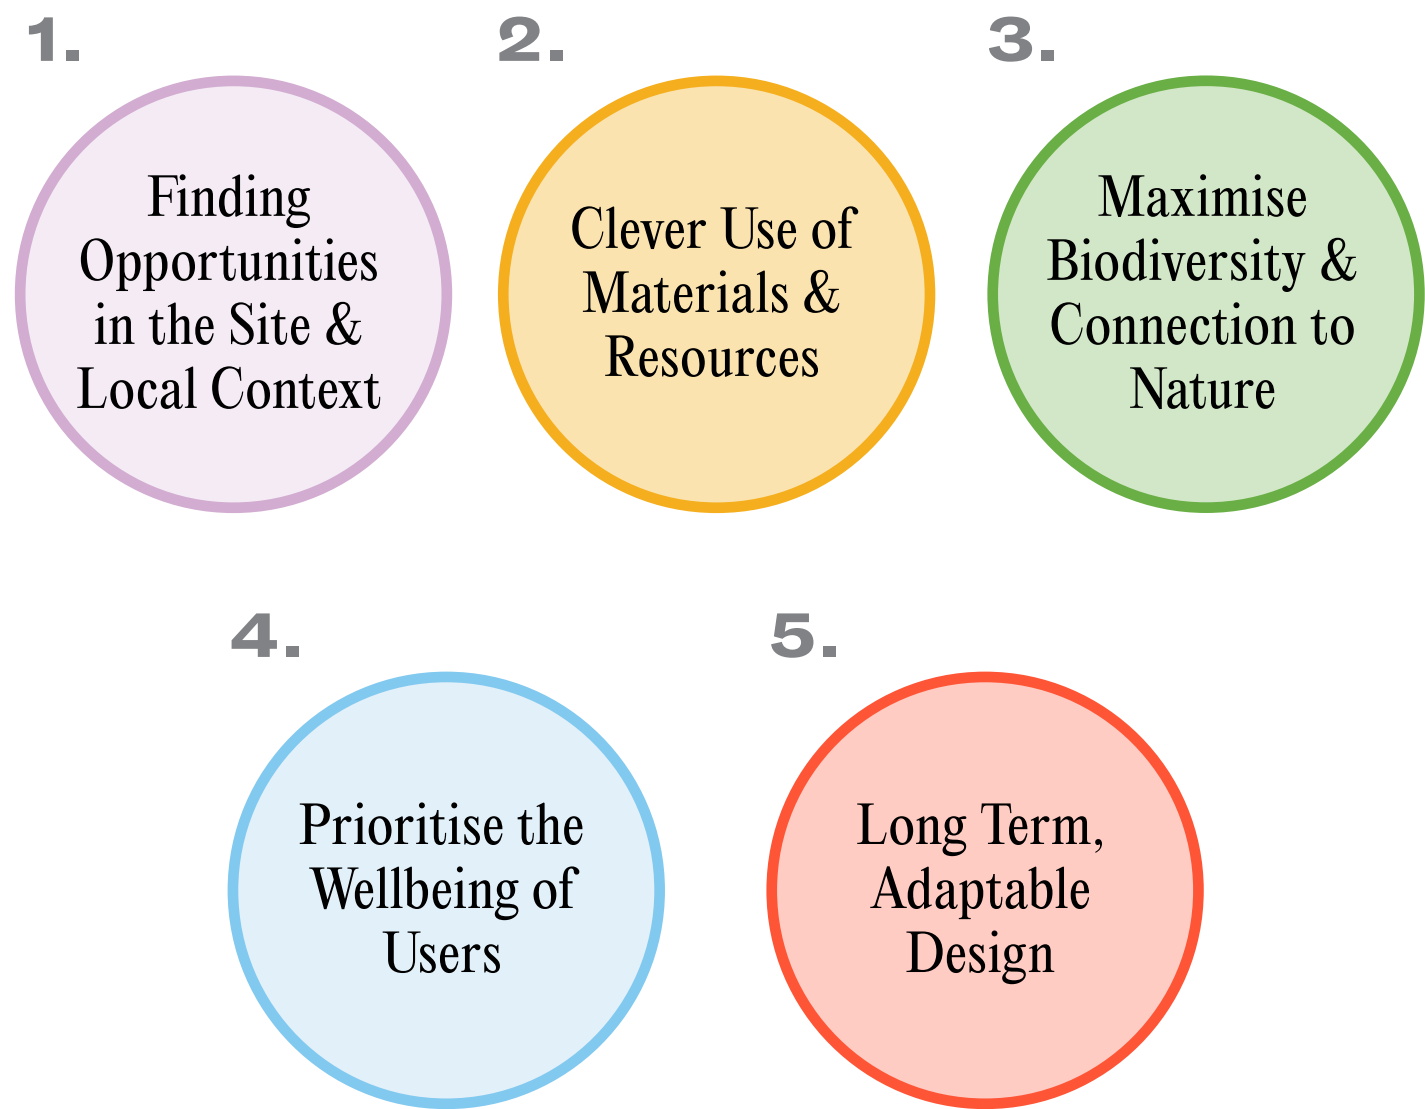 1.
Finding
Opportunities
in the Site &
Local Context
2.
Clever Use of
Materials &
Resources
3.
Maximise
Biodiversity &
Connection to
Nature
4.
Prioritise the
Wellbeing of
Users
5.
Long Term,
Adaptable
Design